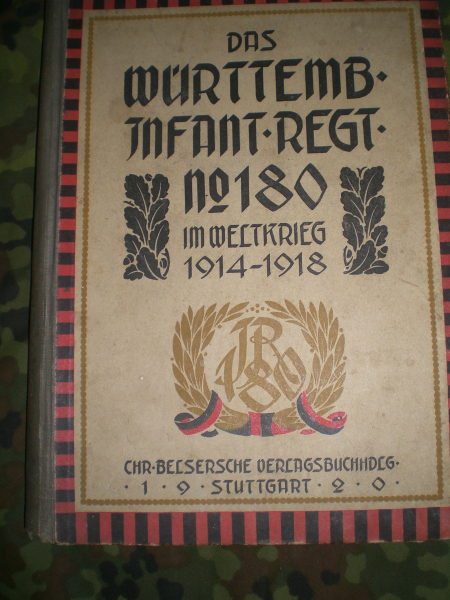 DAS
WÜRTTEMB·
INFANT·REGT·
No 180
IM WELTKRIEG
1914-1918
IR
180
CHR·BELSERSCHE VERLAGSBUCHHDLG·
· 1 9 · STUTTGART · 2 0 ·